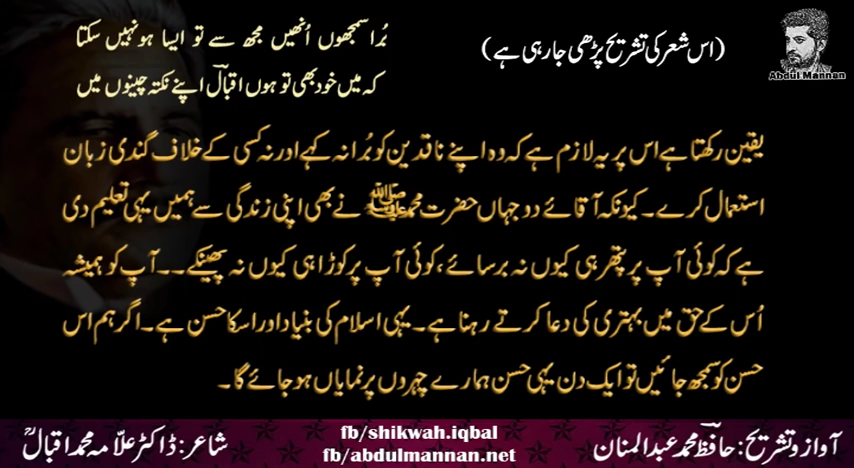 بُرا سمجھوں اُنھیں مجھ سے تو ایسا ہو نہیں سکتا
کہ میں خود بھی تو ہوں اقبالؔ اپنے نکتہ چینوں میں
(اس شعر کی تشریح پڑھی جارہی ہے)
Abdul Mannan
یقین رکھتا ہے اس پر یہ لازم ہے کہ وہ اپنے ناقدین کو بُرا نہ کہے اور نہ کسی کے خلاف گندی زبان
استعمال کرے۔ کیونکہ آقائے دو جہاں حضرت محمد ﷺ نے بھی اپنی زندگی سے ہمیں یہی تعلیم دی
ہے کہ کوئی آپ پر پتھر ہی کیوں نہ برسائے، کوئی آپ پر کوڑا ہی کیوں نہ پھینکے۔۔ آپ کو ہمیشہ
اُس کے حق میں بہتری کی دعا کرتے رہنا ہے۔ یہی اسلام کی بنیاد اور اسکا حسن ہے۔ اگر ہم اس
حسن کو سمجھ جائیں تو ایک دن یہی حسن ہمارے چہروں پر نمایاں ہو جائے گا۔
آواز و تشریح: حافظ محمد عبدالمنان
fb/shikwah.iqbal
fb/abdulmannan.net
شاعر: ڈاکٹر علّامہ محمد اقبالؒ